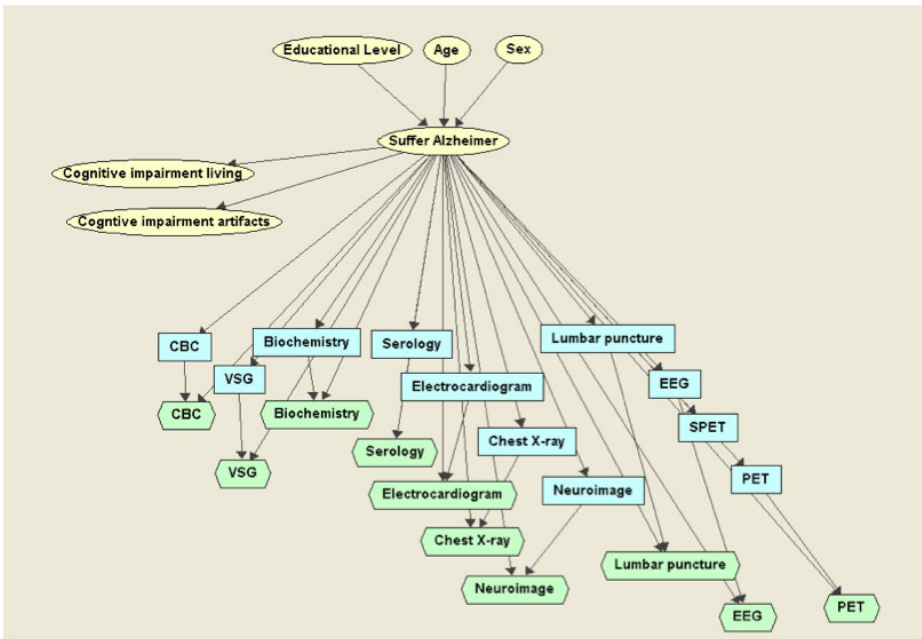 Educational Level
Age
Sex
Suffer Alzheimer
Cognitive impairment living
Cogntive impairment artifacts
CBC
Biochemistry
Serology
Lumbar puncture
VSG
Electrocardiogram
EEG
CBC
Biochemistry
SPET
Serology
Chest X-ray
VSG
PET
Electrocardiogram
Neuroimage
Chest X-ray
Lumbar puncture
Neuroimage
PET
EEG